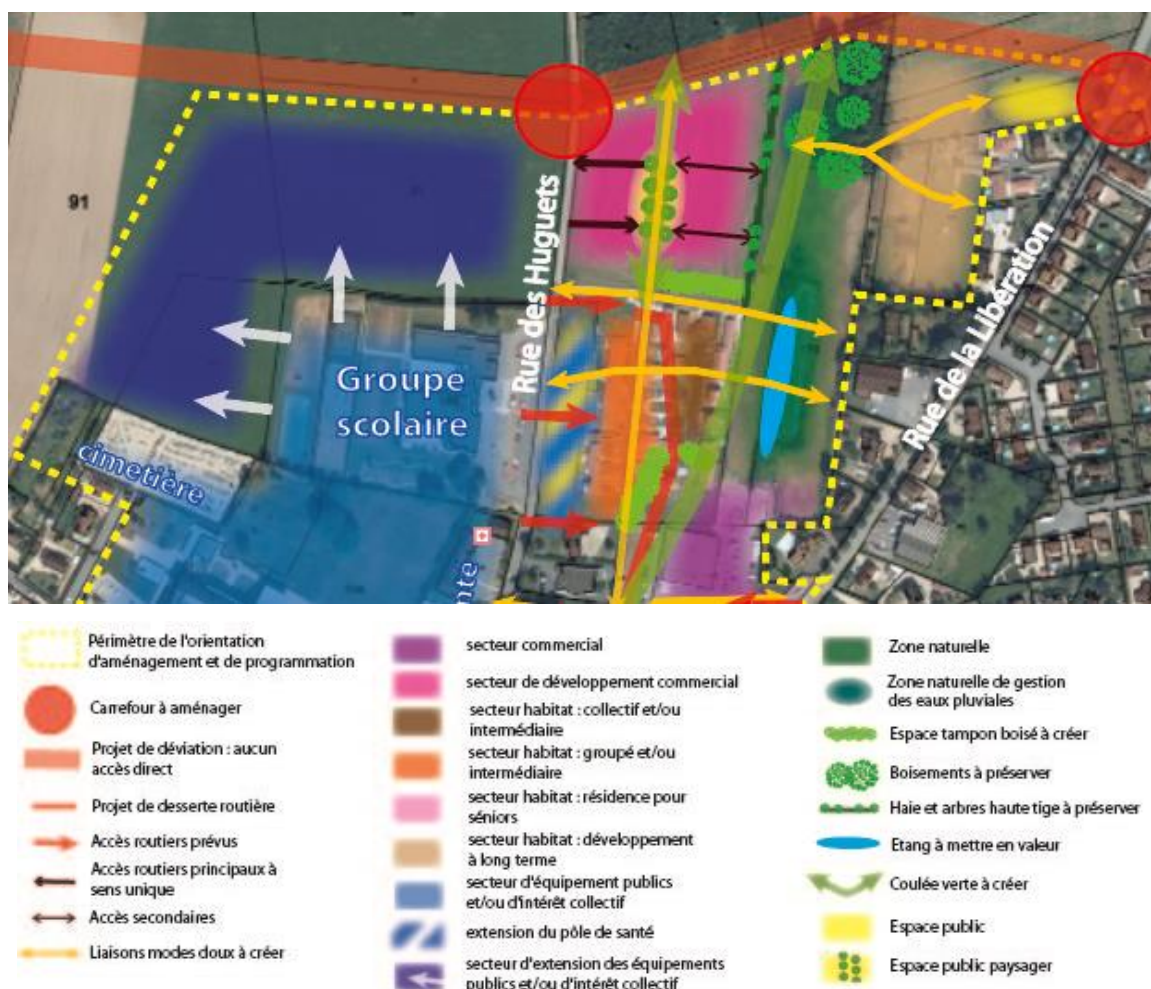 91
Rue des Huguets
Rue de la Libération
Groupe
scolaire
cimetière
nté
Périmètre de l'orientation
d'aménagement et de programmation
Carrefour à aménager
Projet de déviation : aucun
accès direct
Projet de desserte routière
Accès routiers prévus
Accès routiers principaux à
sens unique
Accès secondaires
Liaisons modes doux à créer
secteur commercial
secteur de développement commercial
secteur habitat : collectif et/ou
intermédiaire
secteur habitat : groupé et/ou
intermédiaire
secteur habitat : résidence pour
séniors
secteur habitat : développement
à long terme
secteur d'équipement publics
et/ou d'intérêt collectif
extension du pôle de santé
secteur d'extension des équipements
publics et/ou d'intérêt collectif
Zone naturelle
Zone naturelle de gestion
des eaux pluviales
Espace tampon boisé à créer
Boisements à préserver
Haie et arbres haute tige à préserver
Etang à mettre en valeur
Coulée verte à créer
Espace public
Espace public paysager